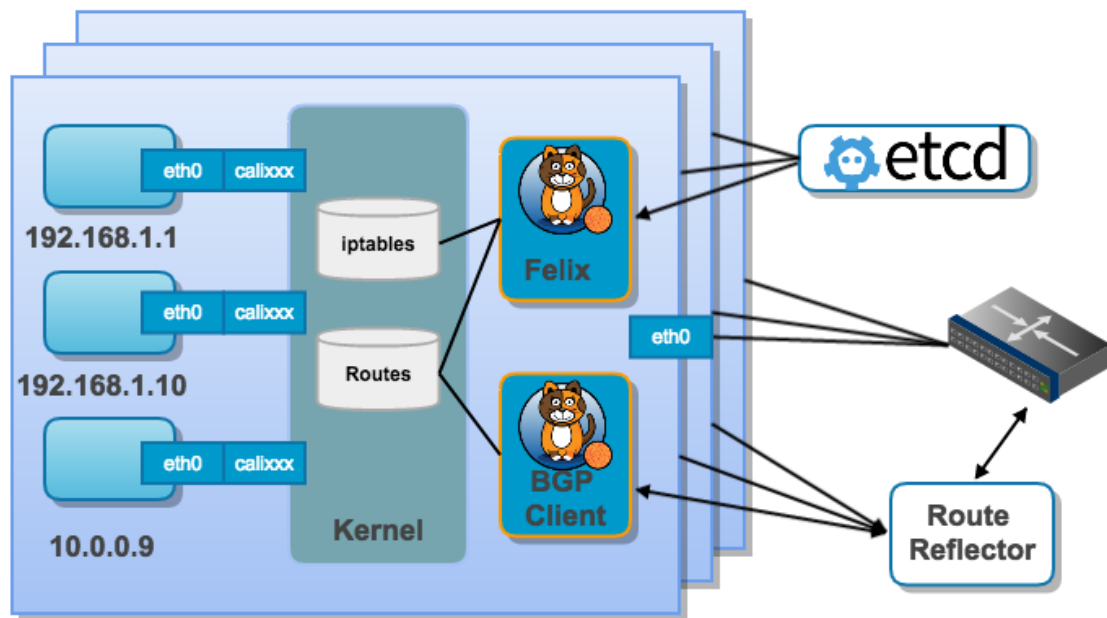 eth0 calixxx
192.168.1.1
eth0 calixxx
192.168.1.10
eth0 calixxx
10.0.0.9
iptables
Routes
Kernel
Felix
BGP
Client
eth0
etcd
Route
Reflector